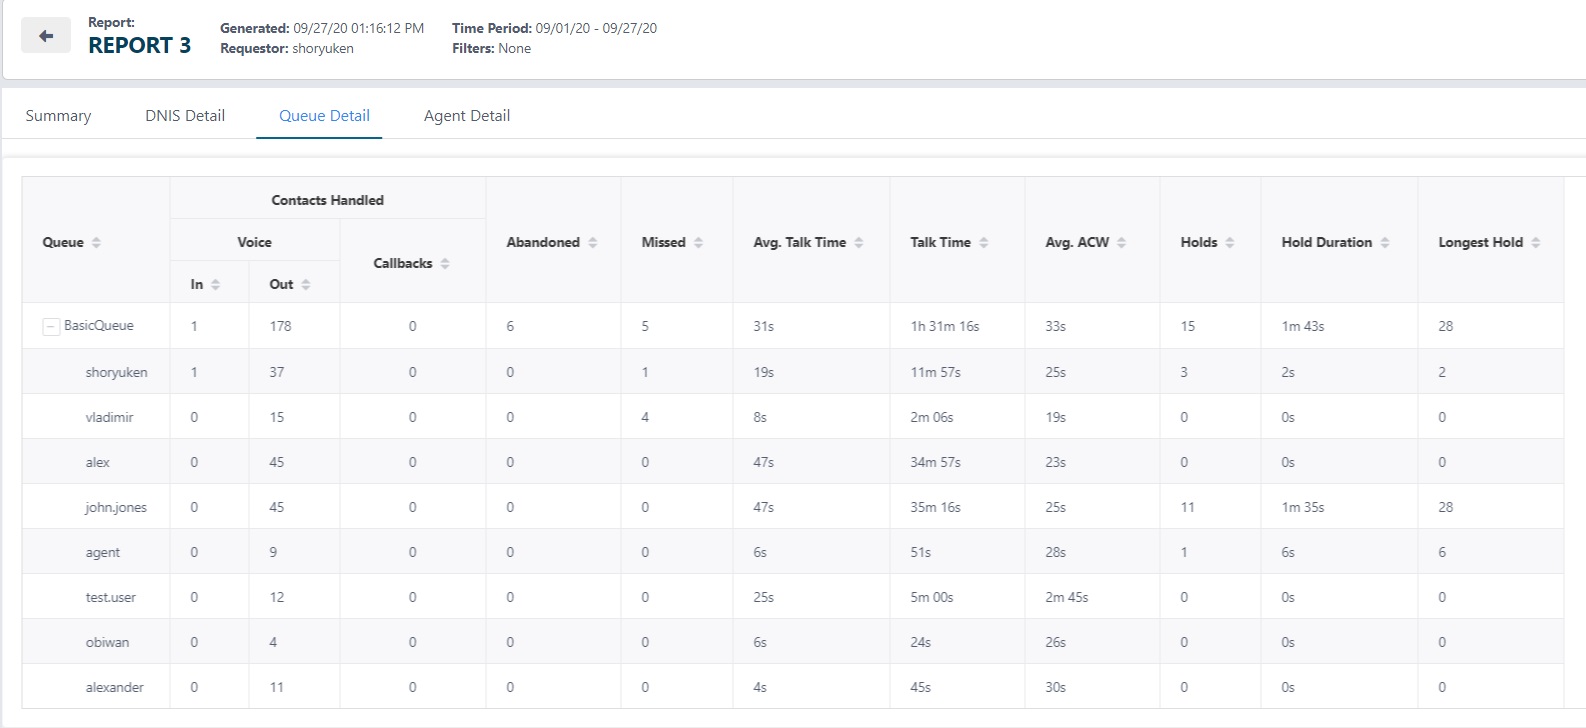 Report:
REPORT 3
Generated: 09/27/20 01:16:12 PM
Requestor: shoryuken
Time Period: 09/01/20 - 09/27/20
Filters: None
Summary DNIS Detail Queue Detail Agent Detail
Contacts Handled
Queue Voice Callbacks Abandoned Missed Avg. Talk Time Talk Time Avg. ACW Holds Hold Duration Longest Hold
In Out
BasicQueue 1 178 0 6 5 31s 1h 31m 16s 33s 15 1m 43s 28
shoryuken 1 37 0 0 1 19s 11m 57s 25s 3 2s 2
vladimir 0 15 0 0 4 8s 2m 06s 19s 0 0s 0
alex 0 45 0 0 0 47s 34m 57s 23s 0 0s 0
john.jones 0 45 0 0 0 47s 35m 16s 25s 11 1m 35s 28
agent 0 9 0 0 0 6s 51s 28s 1 6s 6
test.user 0 12 0 0 0 25s 5m 00s 2m 45s 0 0s 0
obiwan 0 4 0 0 0 6s 24s 26s 0 0s 0
alexander 0 11 0 0 0 4s 45s 30s 0 0s 0